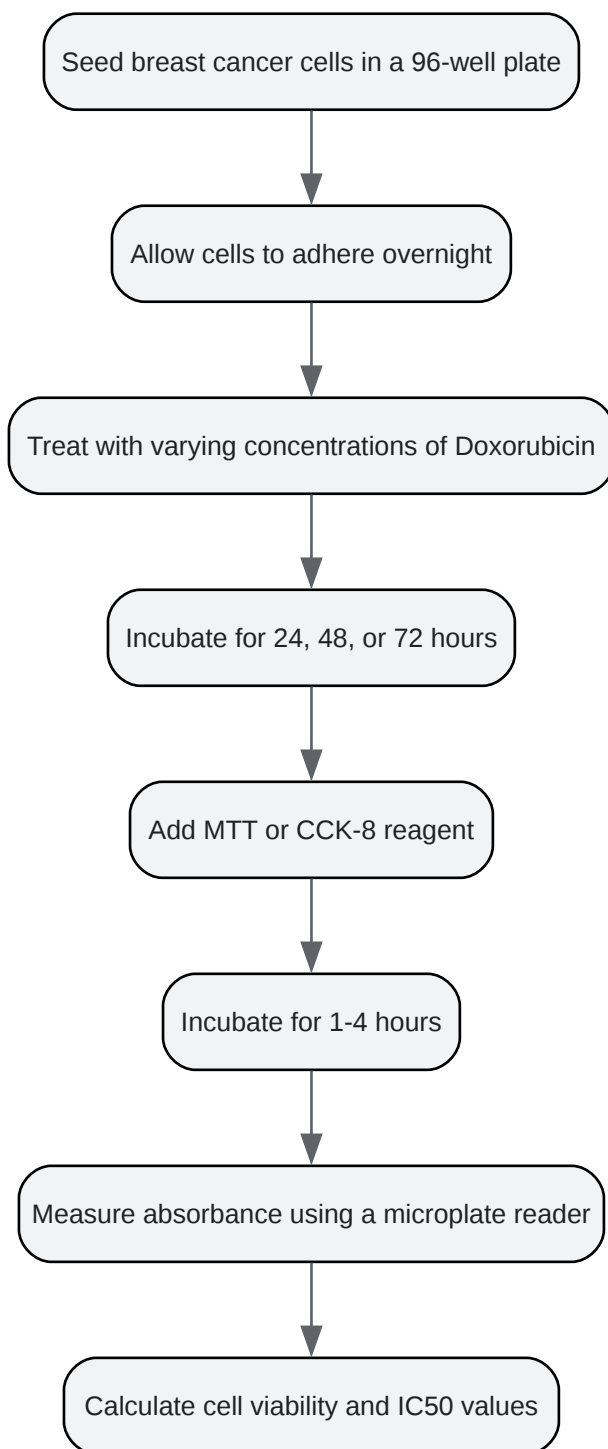 Seed breast cancer cells in a 96-well plate
Allow cells to adhere overnight
Treat with varying concentrations of Doxorubicin
Incubate for 24, 48, or 72 hours
Add MTT or CCK-8 reagent
Incubate for 1-4 hours
Measure absorbance using a microplate reader
Calculate cell viability and IC50 values